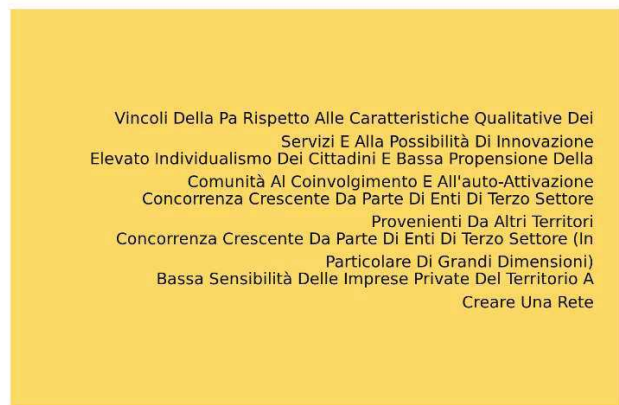 Vincoli Della Pa Rispetto Alle Caratteristiche Qualitative Dei
Servizi E Alla Possibilità Di Innovazione
Elevato Individualismo Dei Cittadini E Bassa Propensione Della
Comunità Al Coinvolgimento E All'auto-Attivazione
Concorrenza Crescente Da Parte Di Enti Di Terzo Settore
Provenienti Da Altri Territori
Concorrenza Crescente Da Parte Di Enti Di Terzo Settore (In
Particolare Di Grandi Dimensioni)
Bassa Sensibilità Delle Imprese Private Del Territorio A
Creare Una Rete